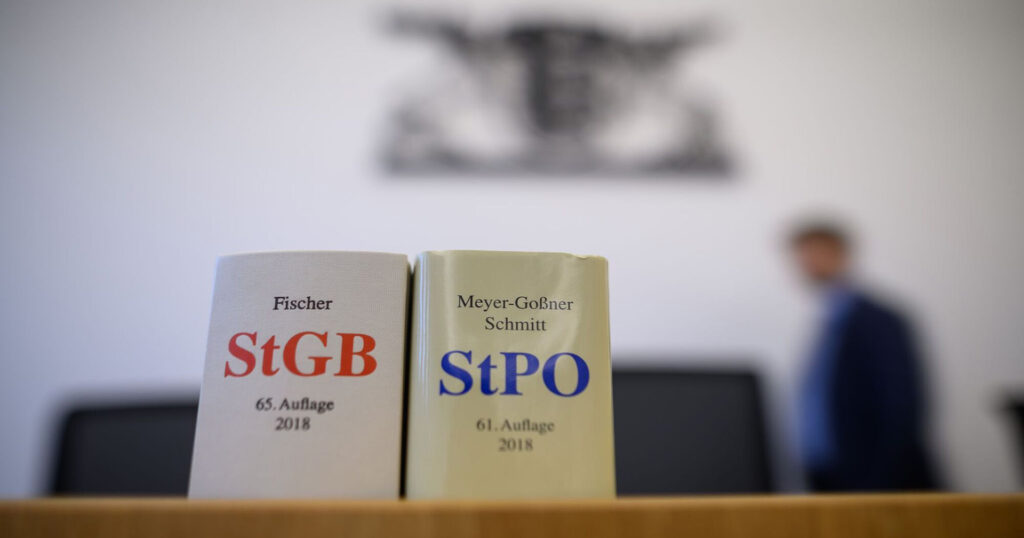 Fischer
StGB
65. Auflage
2018
Meyer-Goßner
Schmitt
StPO
61. Auflage
2018